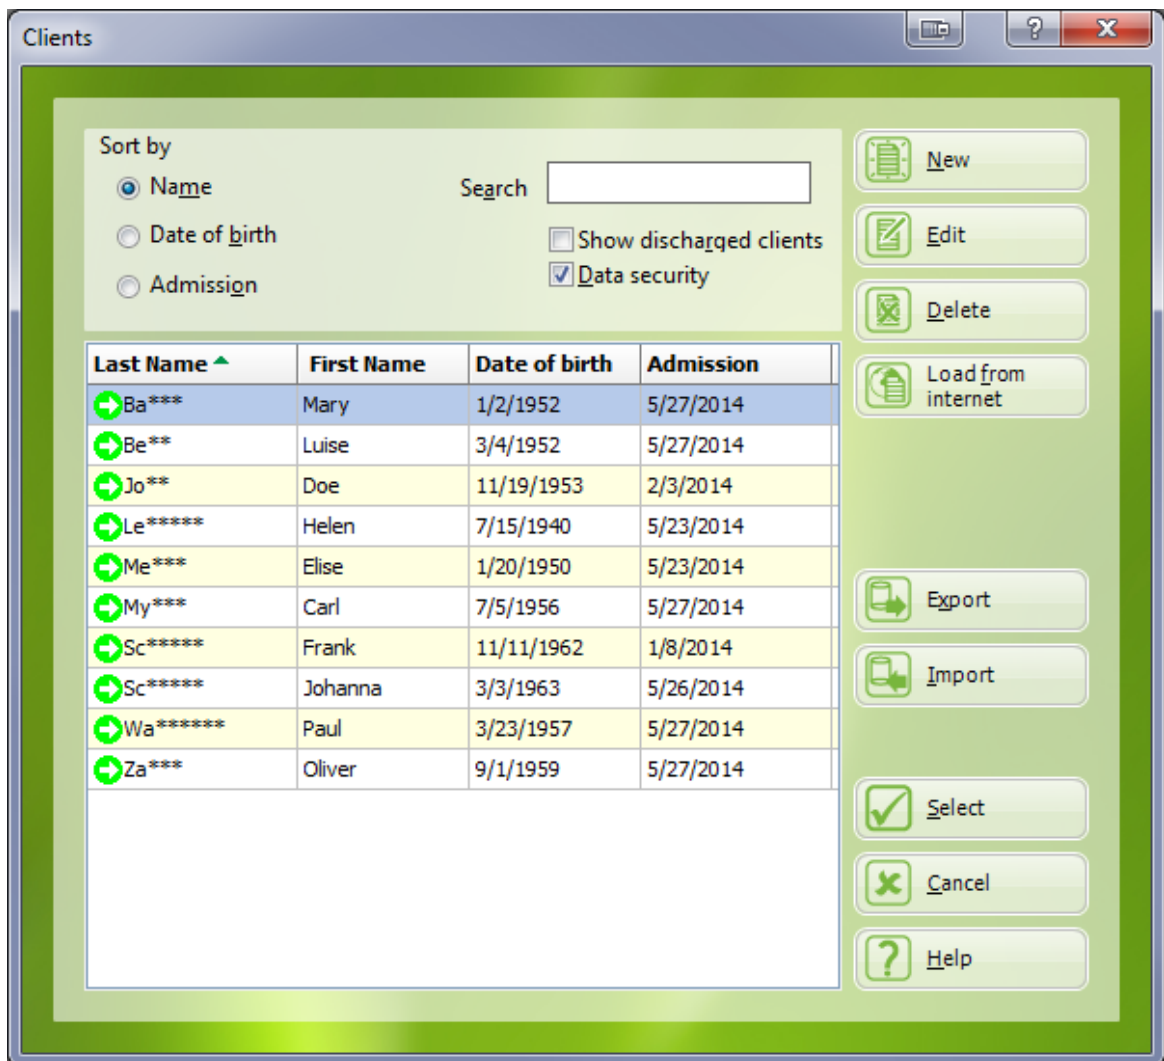 Clients
Sort by
Name
Date of birth
Admission
Search
Show discharged clients
Data security
New
Edit
Delete
Load from
internet
Last Name First Name Date of birth Admission
Ba*** Mary 1/2/1952 5/27/2014
Be** Luise 3/4/1952 5/27/2014
Jo** Doe 11/19/1953 2/3/2014
Le***** Helen 7/15/1940 5/23/2014
Me*** Elise 1/20/1950 5/23/2014
My*** Carl 7/5/1956 5/27/2014
Sc***** Frank 11/11/1962 1/8/2014
Sc***** Johanna 3/3/1963 5/26/2014
Wa****** Paul 3/23/1957 5/27/2014
Za*** Oliver 9/1/1959 5/27/2014
Export
Import
Select
Cancel
Help